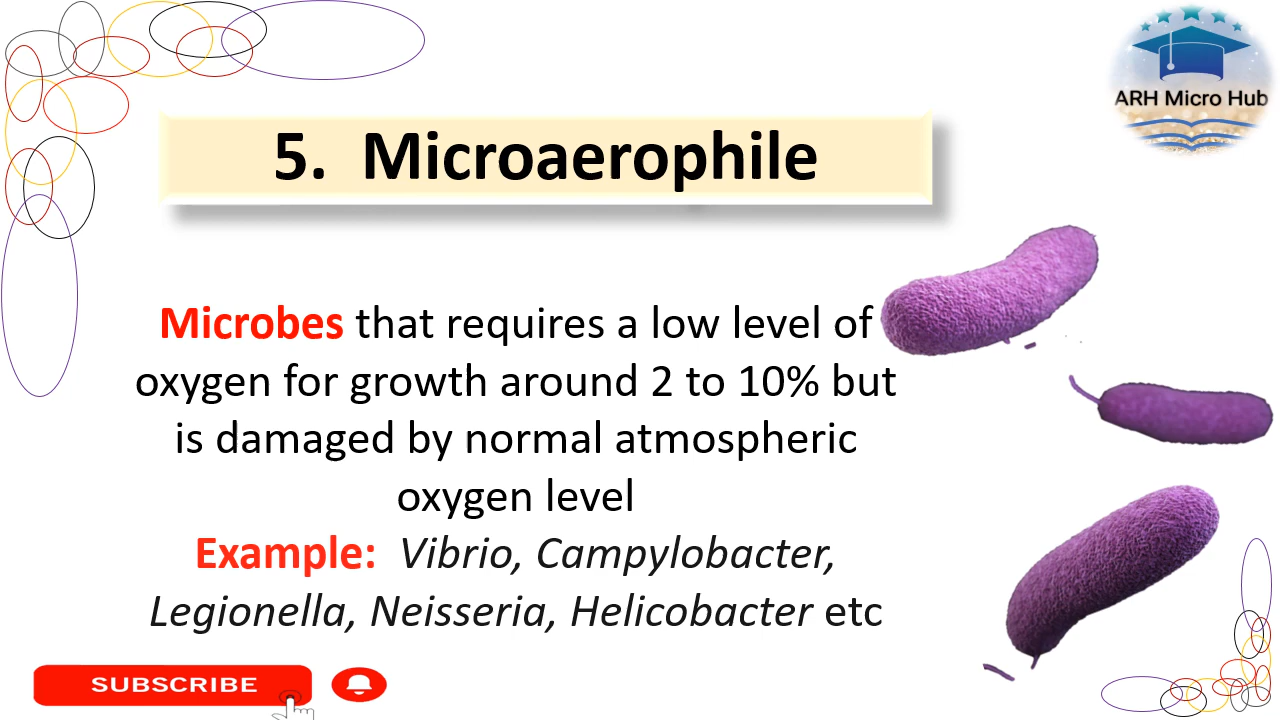 ARH Micro Hub
5. Microaerophile
Microbes that requires a low level of
oxygen for growth around 2 to 10% but
is damaged by normal atmospheric
oxygen level
Example: Vibrio, Campylobacter,
Legionella, Neisseria, Helicobacter etc
SUBSCRIBE